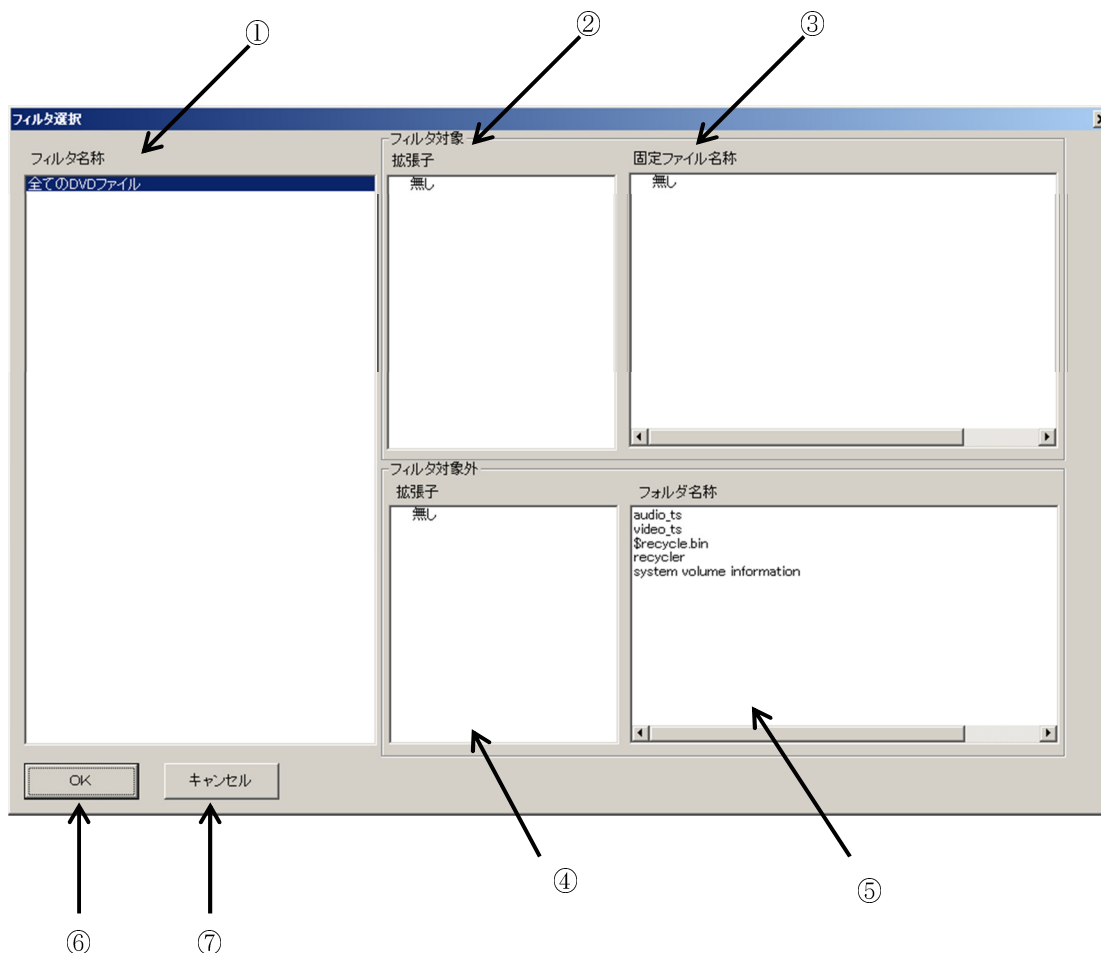 ① ② ③
フィルタ選択
フィルタ名称
全てのDVDファイル
フィルタ対象
拡張子
無し
固定ファイル名称
無し
フィルタ対象外
拡張子
無し
フォルダ名称
audio_ts
video_ts
$recycle.bin
recycler
system volume information
OK
キャンセル
④
⑤
⑥ ⑦